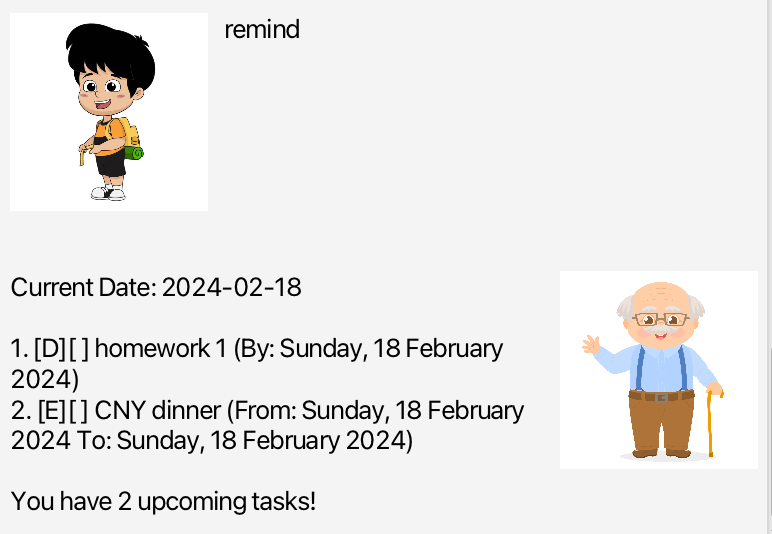 remind
Current Date: 2024-02-18
1. [D][ ] homework 1 (By: Sunday, 18 February
2024)
2. [E][ ] CNY dinner (From: Sunday, 18 February
2024 To: Sunday, 18 February 2024)
You have 2 upcoming tasks!